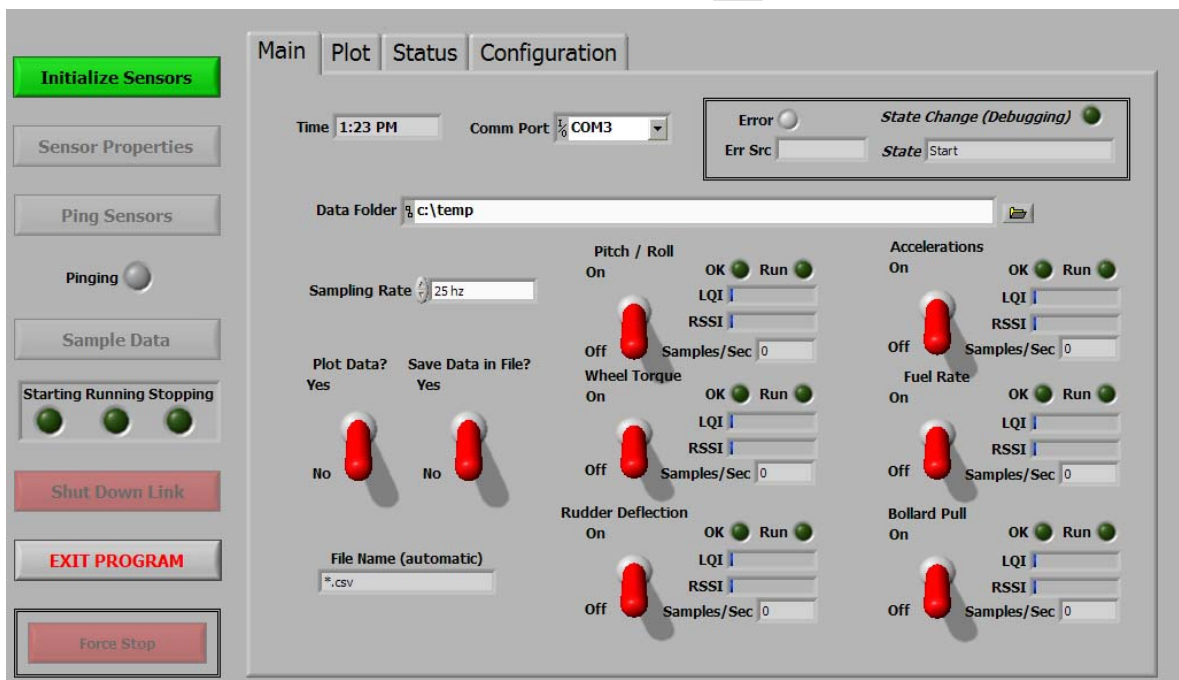 Initialize Sensors
Sensor Properties
Ping Sensors
Pinging
Sample Data
Starting Running Stopping
Shut Down Link
EXIT PROGRAM
Force Stop
Main Plot Status Configuration
Time 1:23 PM Comm Port I/O COM3
Error State Change (Debugging)
Err Src State Start
Data Folder c:\temp
Sampling Rate 25 hz
Plot Data? Save Data in File?
Yes Yes
No No
File Name (automatic)
*.csv
Pitch / Roll
On OK Run
LQI
RSSI
Off Samples/Sec 0
Accelerations
On OK Run
LQI
RSSI
Off Samples/Sec 0
Wheel Torque
On OK Run
LQI
RSSI
Off Samples/Sec 0
Fuel Rate
On OK Run
LQI
RSSI
Off Samples/Sec 0
Rudder Deflection
On OK Run
LQI
RSSI
Off Samples/Sec 0
Bollard Pull
On OK Run
LQI
RSSI
Off Samples/Sec 0